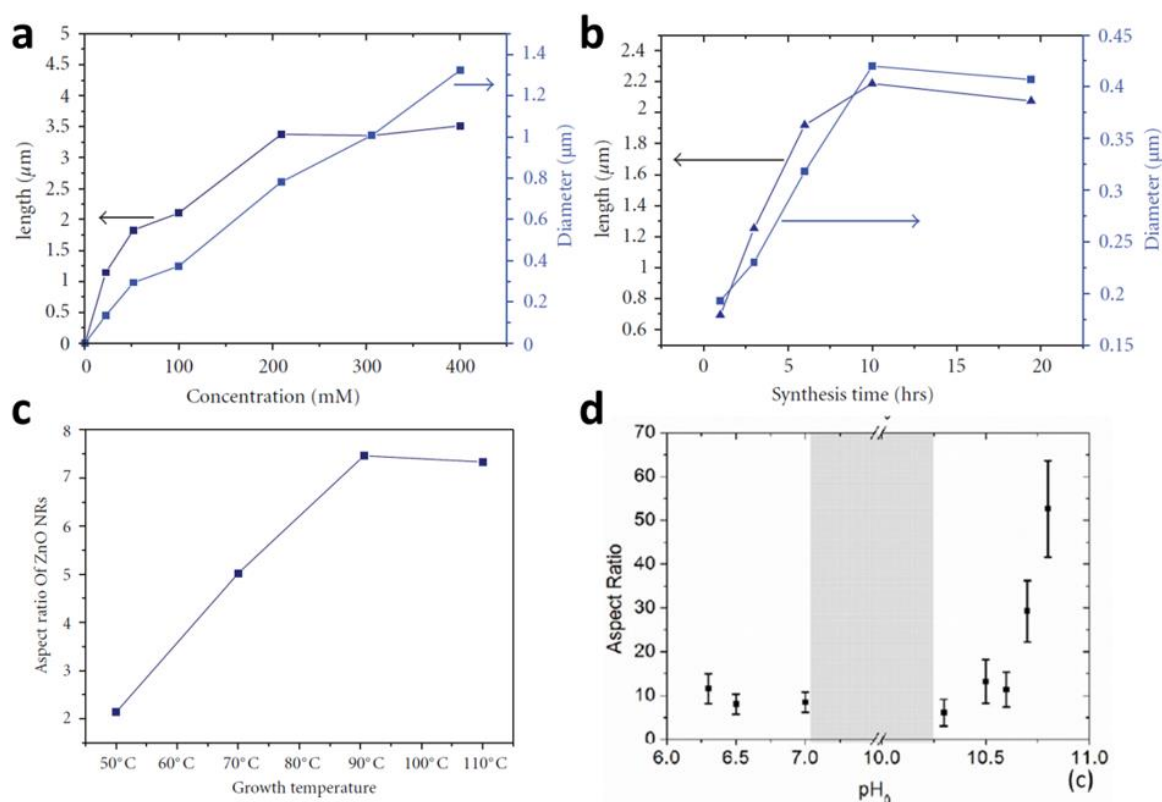 a
5
4.5
4
3.5
3
2.5
2
1.5
1
0.5
0
length (µm)
1.4
1.2
1
0.8
0.6
0.4
0.2
0
Diameter (µm)
0 100 200 300 400
Concentration (mM)
b
2.4
2.2
2
1.8
1.6
1.4
1.2
1
0.8
0.6
length (µm)
0.45
0.4
0.35
0.3
0.25
0.2
0.15
Diameter (µm)
0 5 10 15 20
Synthesis time (hrs)
c
8
7
6
5
4
3
2
Aspect ratio Of ZnO NRs
50°C 60°C 70°C 80°C 90°C 100°C 110°C
Growth temperature
d
70
60
50
40
30
20
10
0
Aspect Ratio
6.0 6.5 7.0 10.0 10.5 11.0
(c)
pH₀